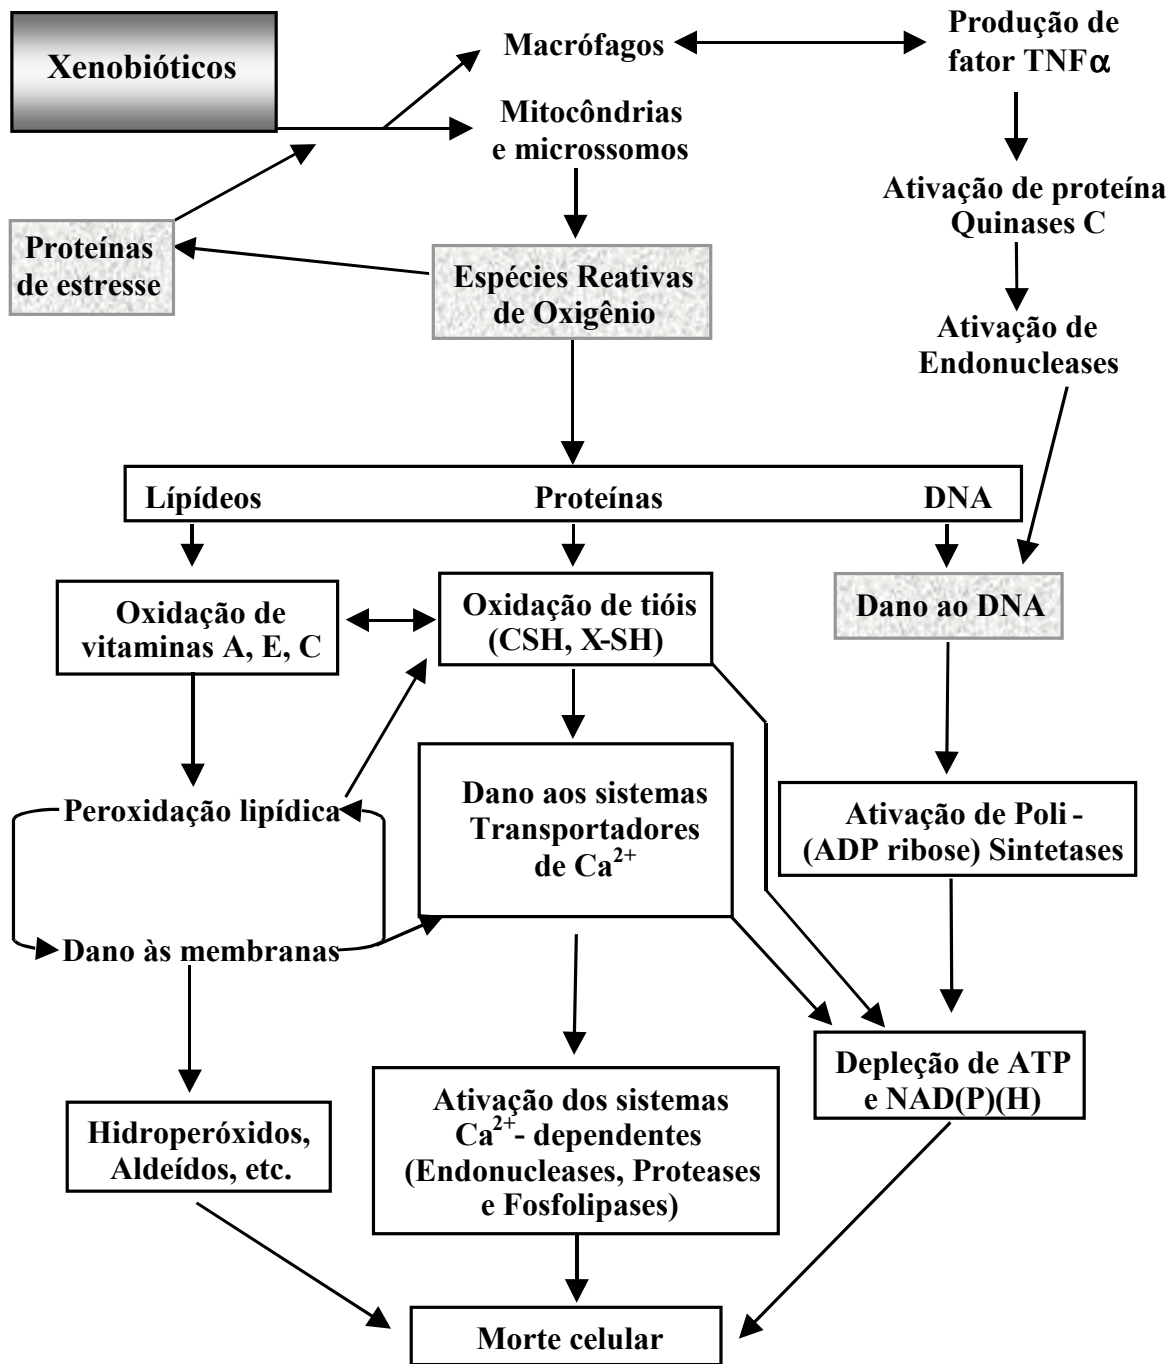 Xenobióticos
Macrófagos
Produção de
fator TNFα
Mitocôndrias
e microssomos
Ativação de proteína
Quinases C
Proteínas
de estresse
Espécies Reativas
de Oxigênio
Ativação de
Endonucleases
Lípídeos Proteínas DNA
Oxidação de
vitaminas A, E, C
Oxidação de tióis
(CSH, X-SH)
Dano ao DNA
Peroxidação lipídica
Dano aos sistemas
Transportadores
de Ca²⁺
Ativação de Poli -
(ADP ribose) Sintetases
Dano às membranas
Depleção de ATP
e NAD(P)(H)
Hidroperóxidos,
Aldeídos, etc.
Ativação dos sistemas
Ca²⁺- dependentes
(Endonucleases, Proteases
e Fosfolipases)
Morte celular